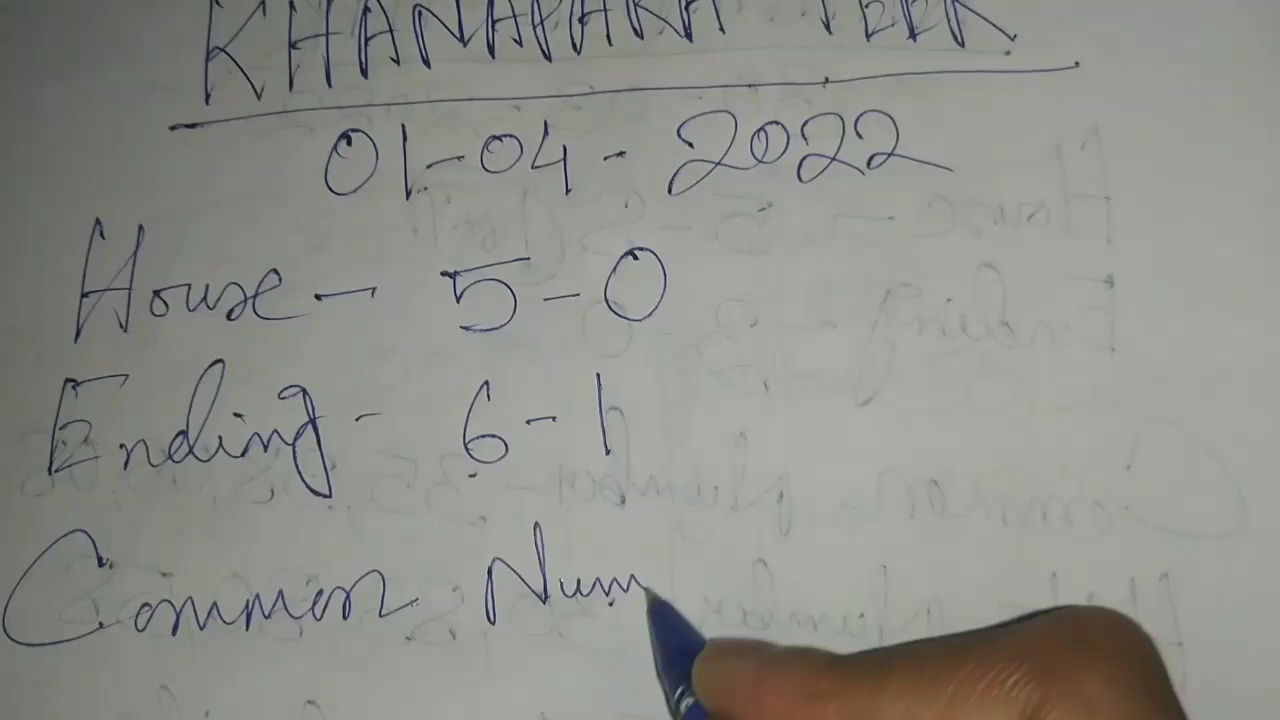 KHANAPARA TEER
01-04-2022
House - 5-0
Ending - 6-1
Common Num